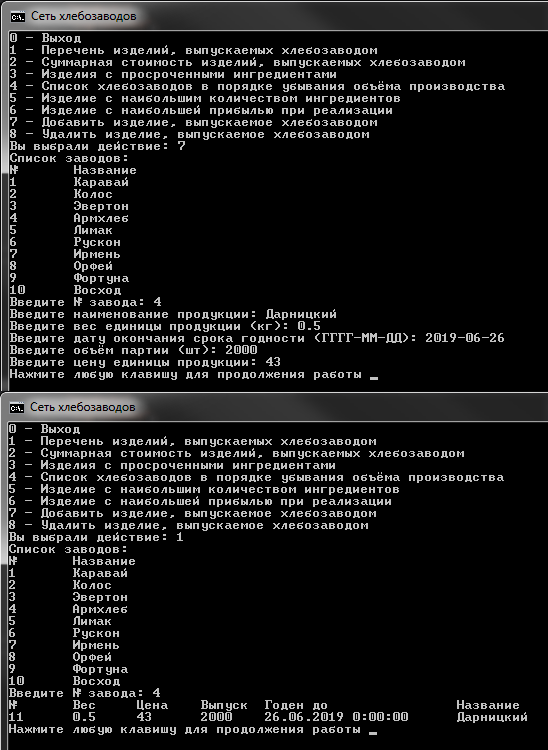 Сеть хлебозаводов
0 - Выход
1 - Перечень изделий, выпускаемых хлебозаводом
2 - Суммарная стоимость изделий, выпускаемых хлебозаводом
3 - Изделия с просроченными ингредиентами
4 - Список хлебозаводов в порядке убывания объёма производства
5 - Изделие с наибольшим количеством ингредиентов
6 - Изделие с наибольшей прибылью при реализации
7 - Добавить изделие, выпускаемое хлебозаводом
8 - Удалить изделие, выпускаемое хлебозаводом
Вы выбрали действие: 7
Список заводов:
№ Название
1 Каравай
2 Колос
3 Эвертон
4 Армхлеб
5 Лимак
6 Рускон
7 Ирмень
8 Орфей
9 Фортуна
10 Восход
Введите № завода: 4
Введите наименование продукции: Дарницкий
Введите вес единицы продукции (кг): 0.5
Введите дату окончания срока годности (ГГГГ-ММ-ДД): 2019-06-26
Введите объём партии (шт): 2000
Введите цену единицы продукции: 43
Нажмите любую клавишу для продолжения работы _
Сеть хлебозаводов
0 - Выход
1 - Перечень изделий, выпускаемых хлебозаводом
2 - Суммарная стоимость изделий, выпускаемых хлебозаводом
3 - Изделия с просроченными ингредиентами
4 - Список хлебозаводов в порядке убывания объёма производства
5 - Изделие с наибольшим количеством ингредиентов
6 - Изделие с наибольшей прибылью при реализации
7 - Добавить изделие, выпускаемое хлебозаводом
8 - Удалить изделие, выпускаемое хлебозаводом
Вы выбрали действие: 1
Список заводов:
№ Название
1 Каравай
2 Колос
3 Эвертон
4 Армхлеб
5 Лимак
6 Рускон
7 Ирмень
8 Орфей
9 Фортуна
10 Восход
Введите № завода: 4
№ Вес Цена Выпуск Годен до Название
11 0.5 43 2000 26.06.2019 0:00:00 Дарницкий
Нажмите любую клавишу для продолжения работы _